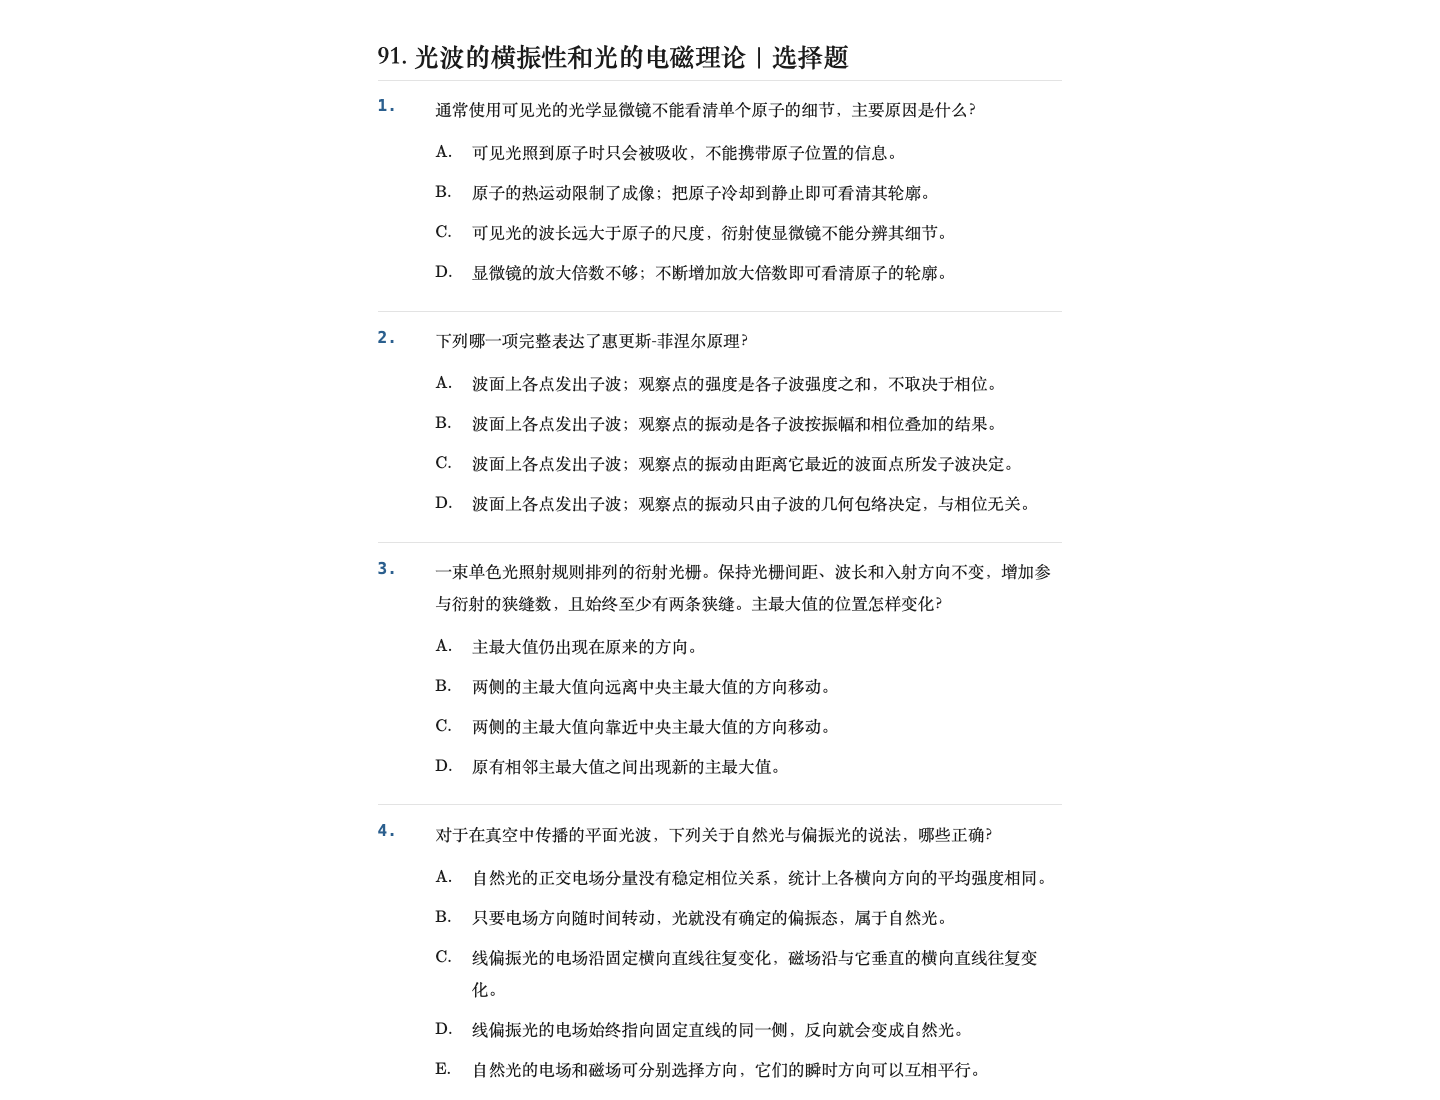 91. 光波的横振性和光的电磁理论 | 选择题
1. 通常使用可见光的光学显微镜不能看清单个原子的细节，主要原因是什么?
A. 可见光照到原子时只会被吸收，不能携带原子位置的信息。
B. 原子的热运动限制了成像；把原子冷却到静止即可看清其轮廓。
C. 可见光的波长远大于原子的尺度，衍射使显微镜不能分辨其细节。
D. 显微镜的放大倍数不够；不断增加放大倍数即可看清原子的轮廓。
2. 下列哪一项完整表达了惠更斯-菲涅尔原理?
A. 波面上各点发出子波；观察点的强度是各子波强度之和，不取决于相位。
B. 波面上各点发出子波；观察点的振动是各子波按振幅和相位叠加的结果。
C. 波面上各点发出子波；观察点的振动由距离它最近的波面点所发子波决定。
D. 波面上各点发出子波；观察点的振动只由子波的几何包络决定，与相位无关。
3. 一束单色光照射规则排列的衍射光栅。保持光栅间距、波长和入射方向不变，增加参
与衍射的狭缝数，且始终至少有两条狭缝。主最大值的位置怎样变化?
A. 主最大值仍出现在原来的方向。
B. 两侧的主最大值向远离中央主最大值的方向移动。
C. 两侧的主最大值向靠近中央主最大值的方向移动。
D. 原有相邻主最大值之间出现新的主最大值。
4. 对于在真空中传播的平面光波，下列关于自然光与偏振光的说法，哪些正确?
A. 自然光的正交电场分量没有稳定相位关系，统计上各横向方向的平均强度相同。
B. 只要电场方向随时间转动，光就没有确定的偏振态，属于自然光。
C. 线偏振光的电场沿固定横向直线往复变化，磁场沿与它垂直的横向直线往复变
化。
D. 线偏振光的电场始终指向固定直线的同一侧，反向就会变成自然光。
E. 自然光的电场和磁场可分别选择方向，它们的瞬时方向可以互相平行。